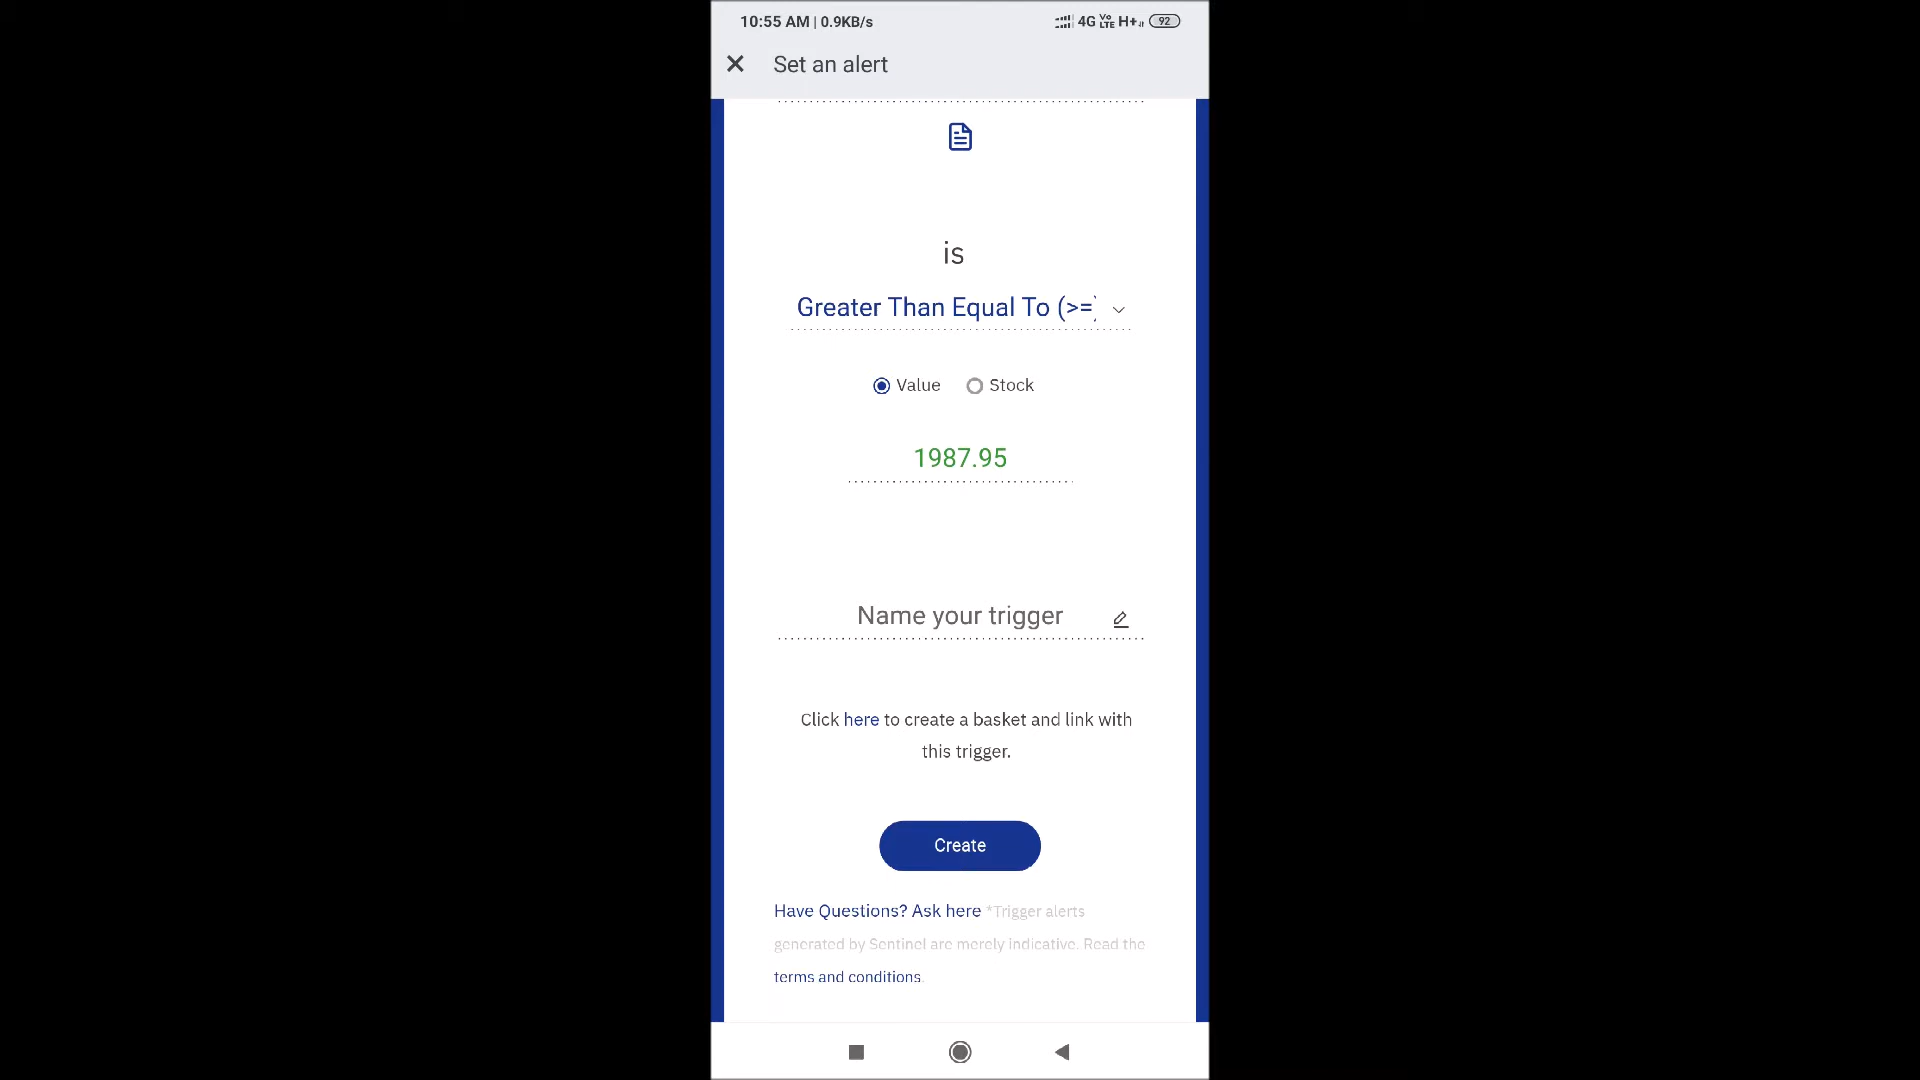 10:55 AM | 0.9KB/s 4G Vo LTE H+ 92
Set an alert
is
Greater Than Equal To (>=)
Value Stock
1987.95
Name your trigger
Click here to create a basket and link with
this trigger.
Create
Have Questions? Ask here *Trigger alerts
generated by Sentinel are merely indicative. Read the
terms and conditions.